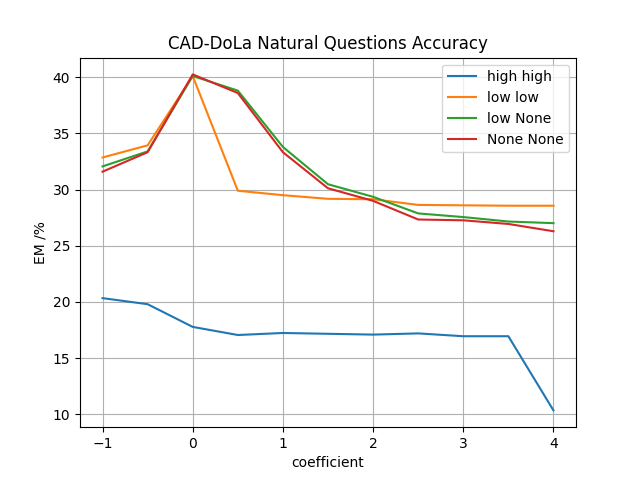 CAD-DoLa Natural Questions Accuracy
high high
low low
low None
None None
EM /%
40
35
30
25
20
15
10
−1
0
1
2
3
4
coefficient